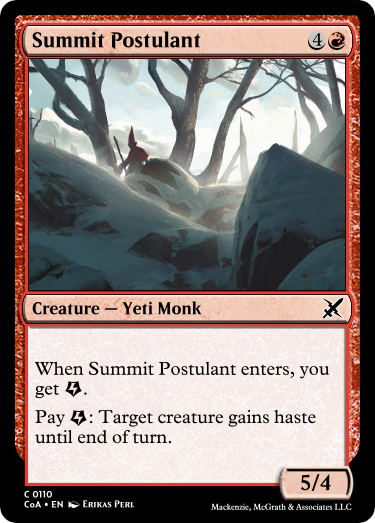 Summit Postulant 4
Creature — Yeti Monk
When Summit Postulant enters, you
get .
Pay : Target creature gains haste
until end of turn.
5/4
C 0110
CoA • EN Erikas Perl
Mackenzie, McGrath & Associates LLC